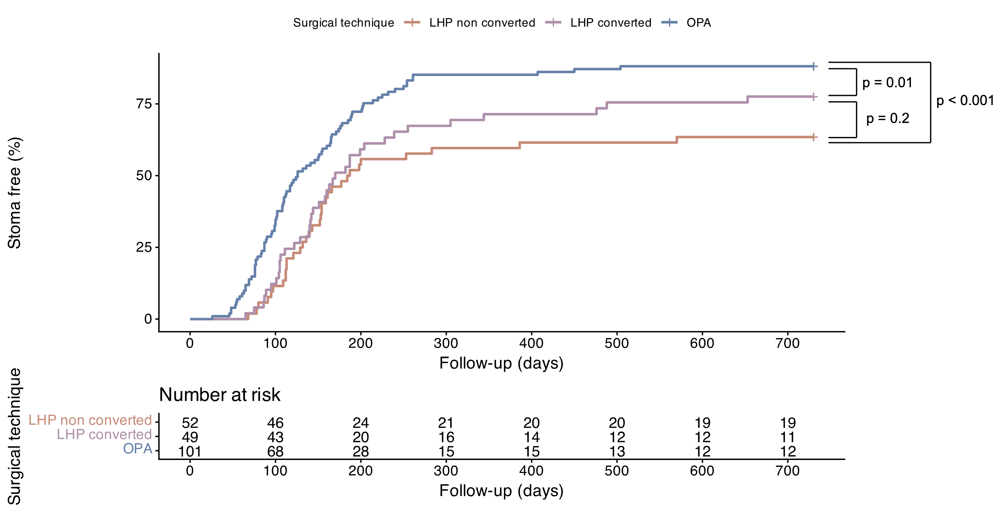 Surgical technique LHP non converted LHP converted OPA
Stoma free (%)
75
50
25
0
p = 0.01
p < 0.001
p = 0.2
0 100 200 300 400 500 600 700
Follow-up (days)
Number at risk
Surgical technique
LHP non converted 52 46 24 21 20 20 19 19
LHP converted 49 43 20 16 14 12 12 11
OPA 101 68 28 15 15 13 12 12
0 100 200 300 400 500 600 700
Follow-up (days)